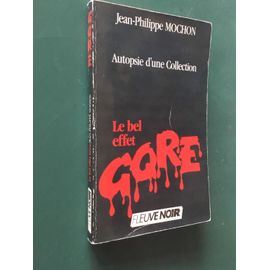 Jean-Philippe MOCHON
Autopsie d'une Collection
Le bel
effet
GORE
FLEUVE NOIR